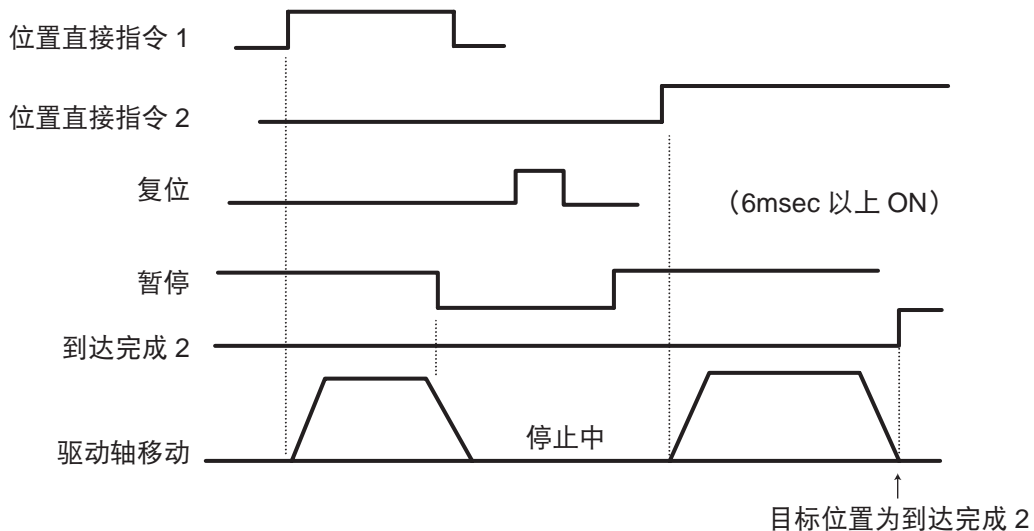 位置直接指令 1
位置直接指令 2
复位
（6msec 以上 ON）
暂停
到达完成 2
驱动轴移动
停止中
目标位置为到达完成 2